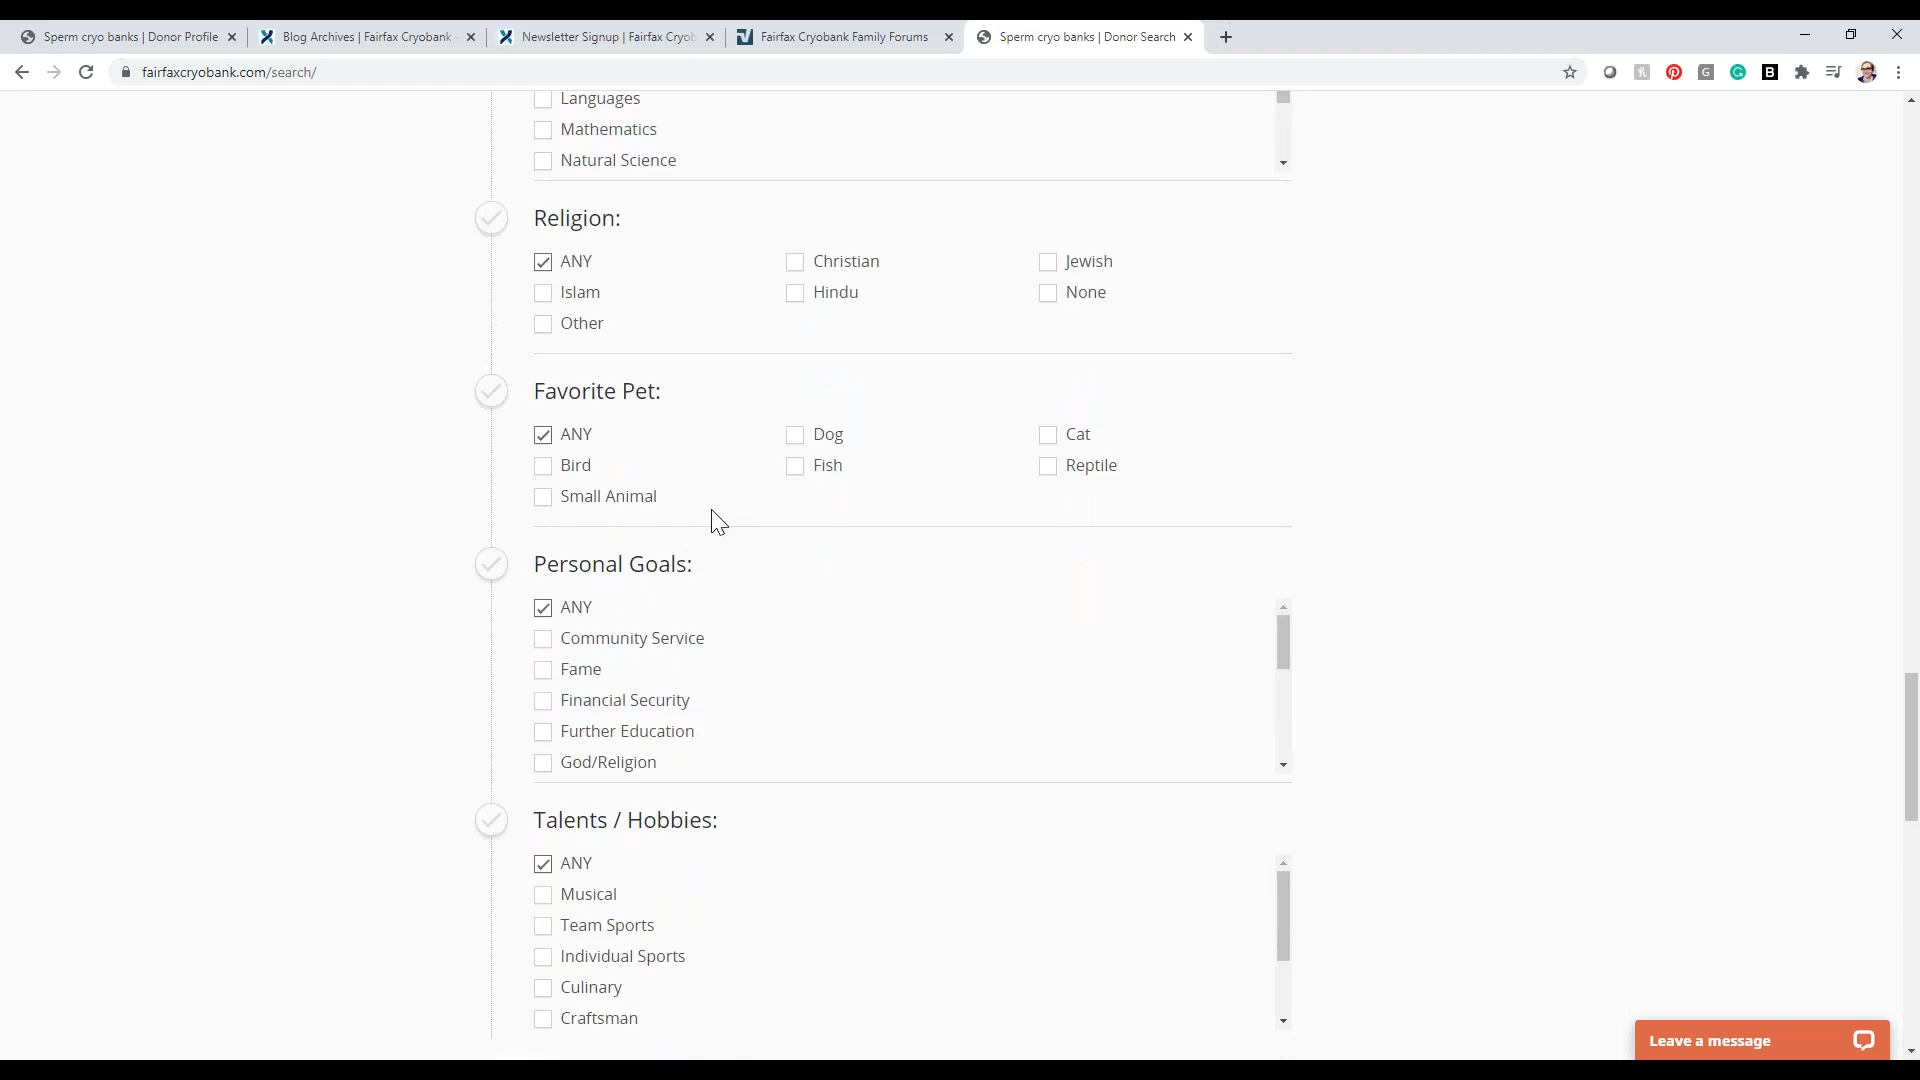 Sperm cryo banks | Donor Profile
Blog Archives | Fairfax Cryobank
Newsletter Signup | Fairfax Cryob
Fairfax Cryobank Family Forums
Sperm cryo banks | Donor Search
fairfaxcryobank.com/search/
Languages
Mathematics
Natural Science
Religion:
ANY Christian Jewish
Islam Hindu None
Other
Favorite Pet:
ANY Dog Cat
Bird Fish Reptile
Small Animal
Personal Goals:
ANY
Community Service
Fame
Financial Security
Further Education
God/Religion
Talents / Hobbies:
ANY
Musical
Team Sports
Individual Sports
Culinary
Craftsman
Leave a message